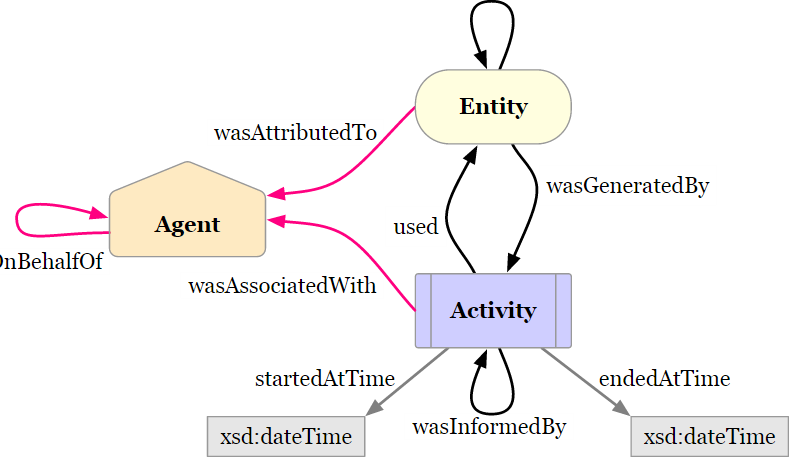 Entity
wasAttributedTo
wasGeneratedBy
Agent
used
OnBehalfOf
wasAssociatedWith
Activity
startedAtTime
endedAtTime
wasInformedBy
xsd:dateTime
xsd:dateTime